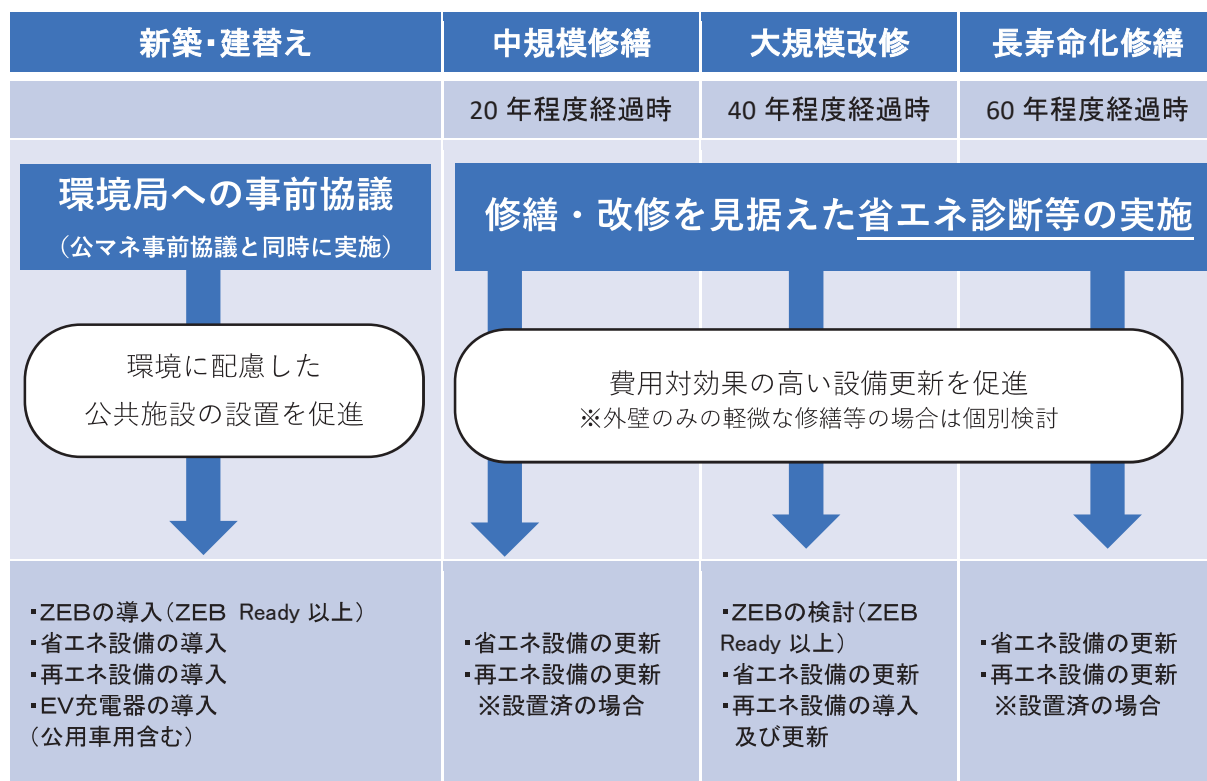 新築・建替え
中規模修繕
大規模改修
長寿命化修繕
20 年程度経過時
40 年程度経過時
60 年程度経過時
環境局への事前協議
（公マネ事前協議と同時に実施）
修繕・改修を見据えた省エネ診断等の実施
環境に配慮した
公共施設の設置を促進
費用対効果の高い設備更新を促進
※外壁のみの軽微な修繕等の場合は個別検討
・ZEBの導入（ZEB Ready 以上）
・省エネ設備の導入
・再エネ設備の導入
・EV充電器の導入
（公用車用含む）
・省エネ設備の更新
・再エネ設備の更新
※設置済の場合
・ZEBの検討（ZEB
Ready 以上）
・省エネ設備の更新
・再エネ設備の導入
及び更新
・省エネ設備の更新
・再エネ設備の更新
※設置済の場合